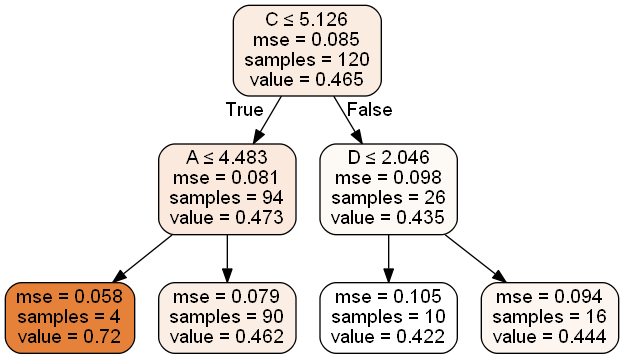 C ≤ 5.126
mse = 0.085
samples = 120
value = 0.465
True
False
A ≤ 4.483
mse = 0.081
samples = 94
value = 0.473
D ≤ 2.046
mse = 0.098
samples = 26
value = 0.435
mse = 0.058
samples = 4
value = 0.72
mse = 0.079
samples = 90
value = 0.462
mse = 0.105
samples = 10
value = 0.422
mse = 0.094
samples = 16
value = 0.444